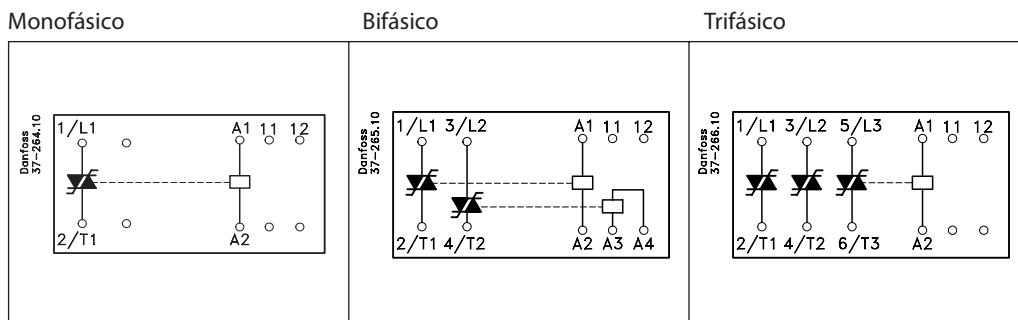 Monofásico
Bifásico
Trifásico
Danfoss
37-264.10
1/L1 A1 11 12
2/T1 A2
Danfoss
37-265.10
1/L1 3/L2 A1 11 12
2/T1 4/T2 A2 A3 A4
Danfoss
37-266.10
1/L1 3/L2 5/L3 A1 11 12
2/T1 4/T2 6/T3 A2